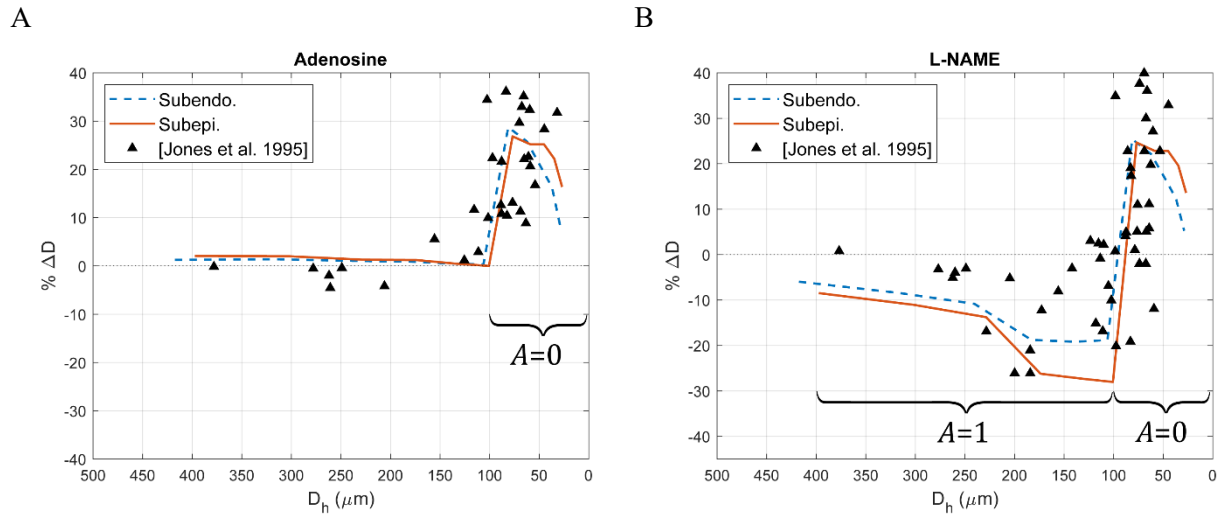 A
Adenosine
Subendo.
Subepi.
[Jones et al. 1995]
40
30
20
10
0
-10
-20
-30
-40
% ΔD
A=0
500 450 400 350 300 250 200 150 100 50 0
D_h (μm)
B
L-NAME
Subendo.
Subepi.
[Jones et al. 1995]
40
30
20
10
0
-10
-20
-30
-40
% ΔD
A=1
A=0
500 450 400 350 300 250 200 150 100 50 0
D_h (μm)